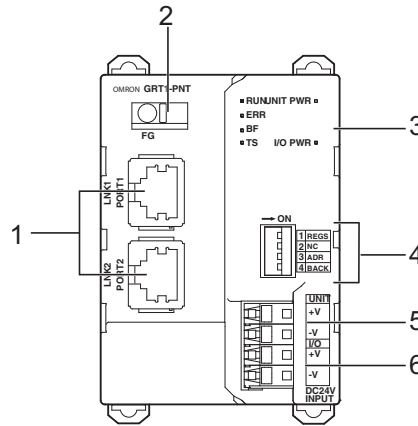 2
OMRON GRT1-PNT
FG
RUN UNIT PWR
ERR
BF
TS I/O PWR
3
LNK1
PORT1
1
LNK2
PORT2
→ ON
1 REGS
2 NC
3 ADR
4 BACK
4
UNIT
+V
-V
5
I/O
+V
-V
6
DC24V
INPUT